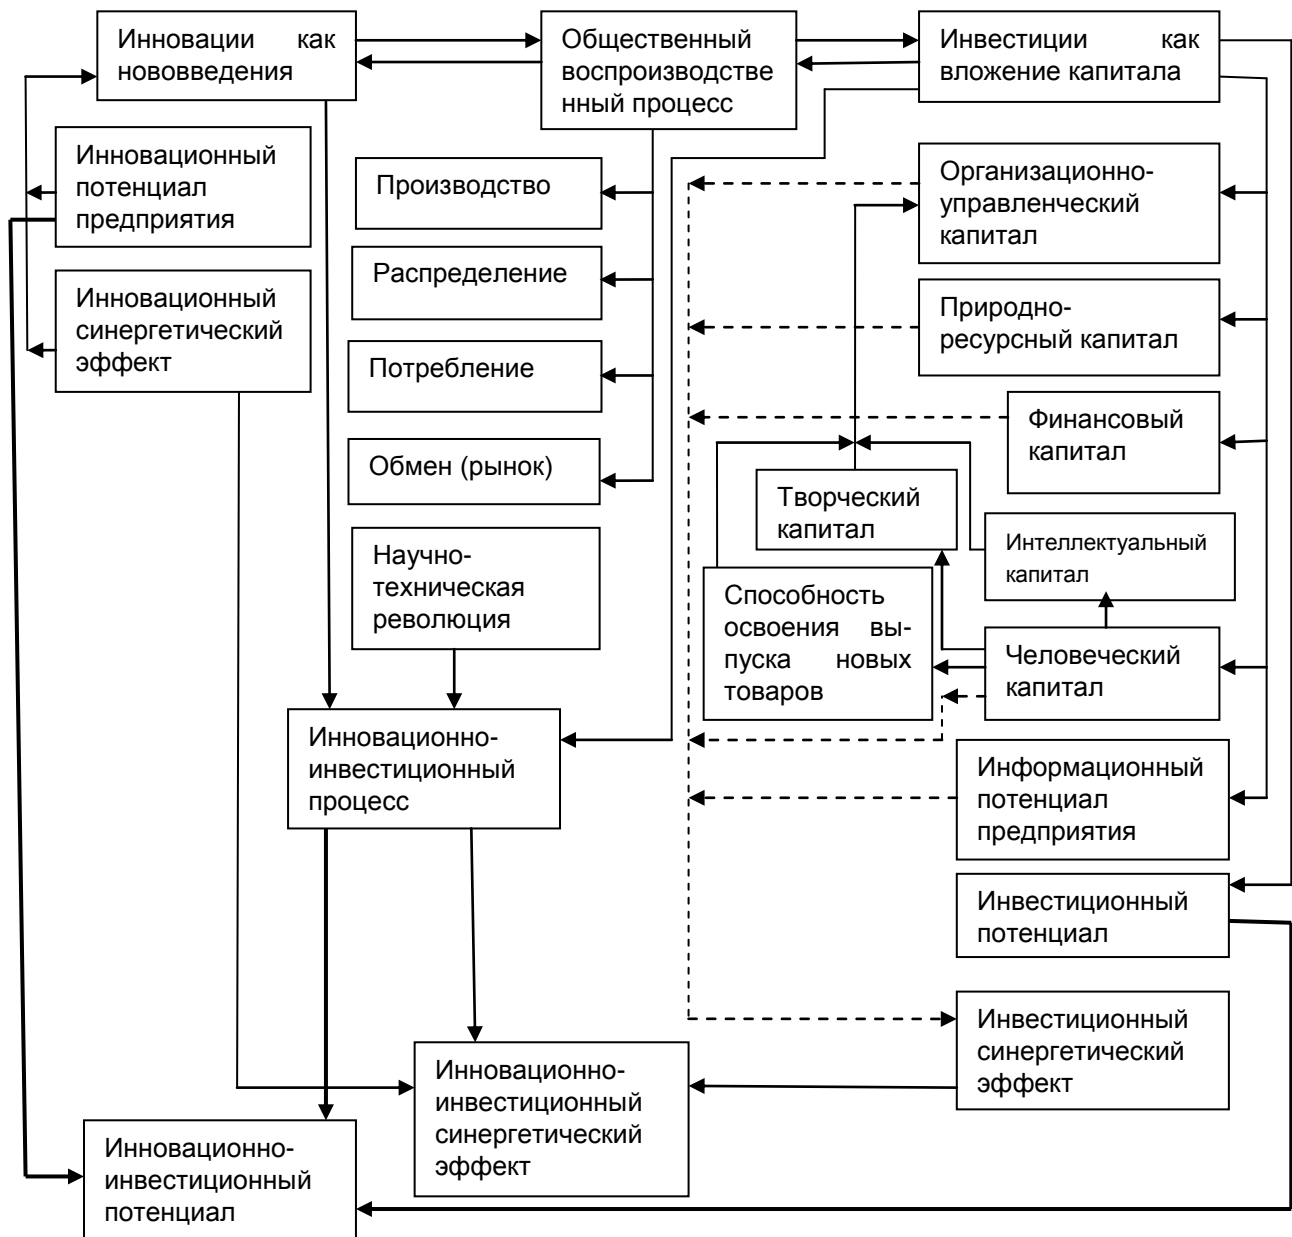 Инновации как
нововведения
Общественный
воспроизводстве
нный процесс
Инвестиции как
вложение капитала
Инновационный
потенциал
предприятия
Производство
Организационно-
управленческий
капитал
Распределение
Инновационный
синергетический
эффект
Природно-
ресурсный капитал
Потребление
Финансовый
капитал
Обмен (рынок)
Творческий
капитал
Научно-
техническая
революция
Интеллектуальный
капитал
Способность
освоения вы-
пуска новых
товаров
Человеческий
капитал
Инновационно-
инвестиционный
процесс
Информационный
потенциал
предприятия
Инвестиционный
потенциал
Инвестиционный
синергетический
эффект
Инновационно-
инвестиционный
синергетический
эффект
Инновационно-
инвестиционный
потенциал